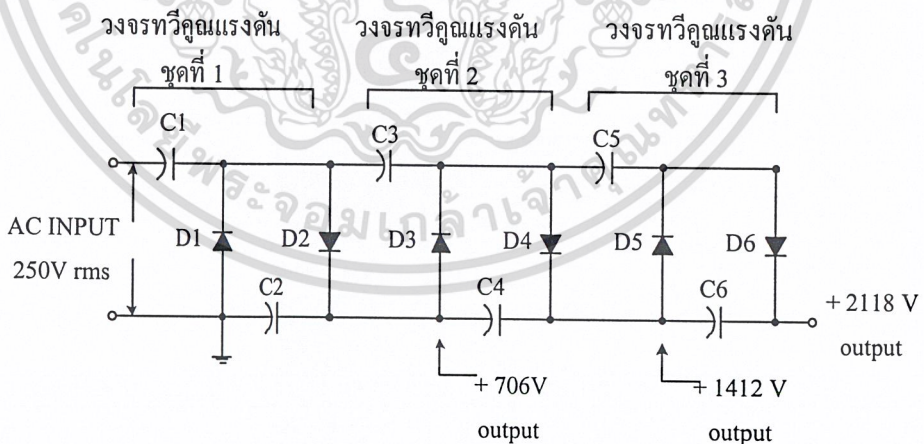 วงจรทวีคูณแรงดัน
วงจรทวีคูณแรงดัน
วงจรทวีคูณแรงดัน
ชุดที่ 1
ชุดที่ 2
ชุดที่ 3
C1
C3
C5
AC INPUT
250V rms
D1
D2
D3
D4
D5
D6
C2
C4
C6
+ 2118 V
output
+ 706V
output
+ 1412 V
output